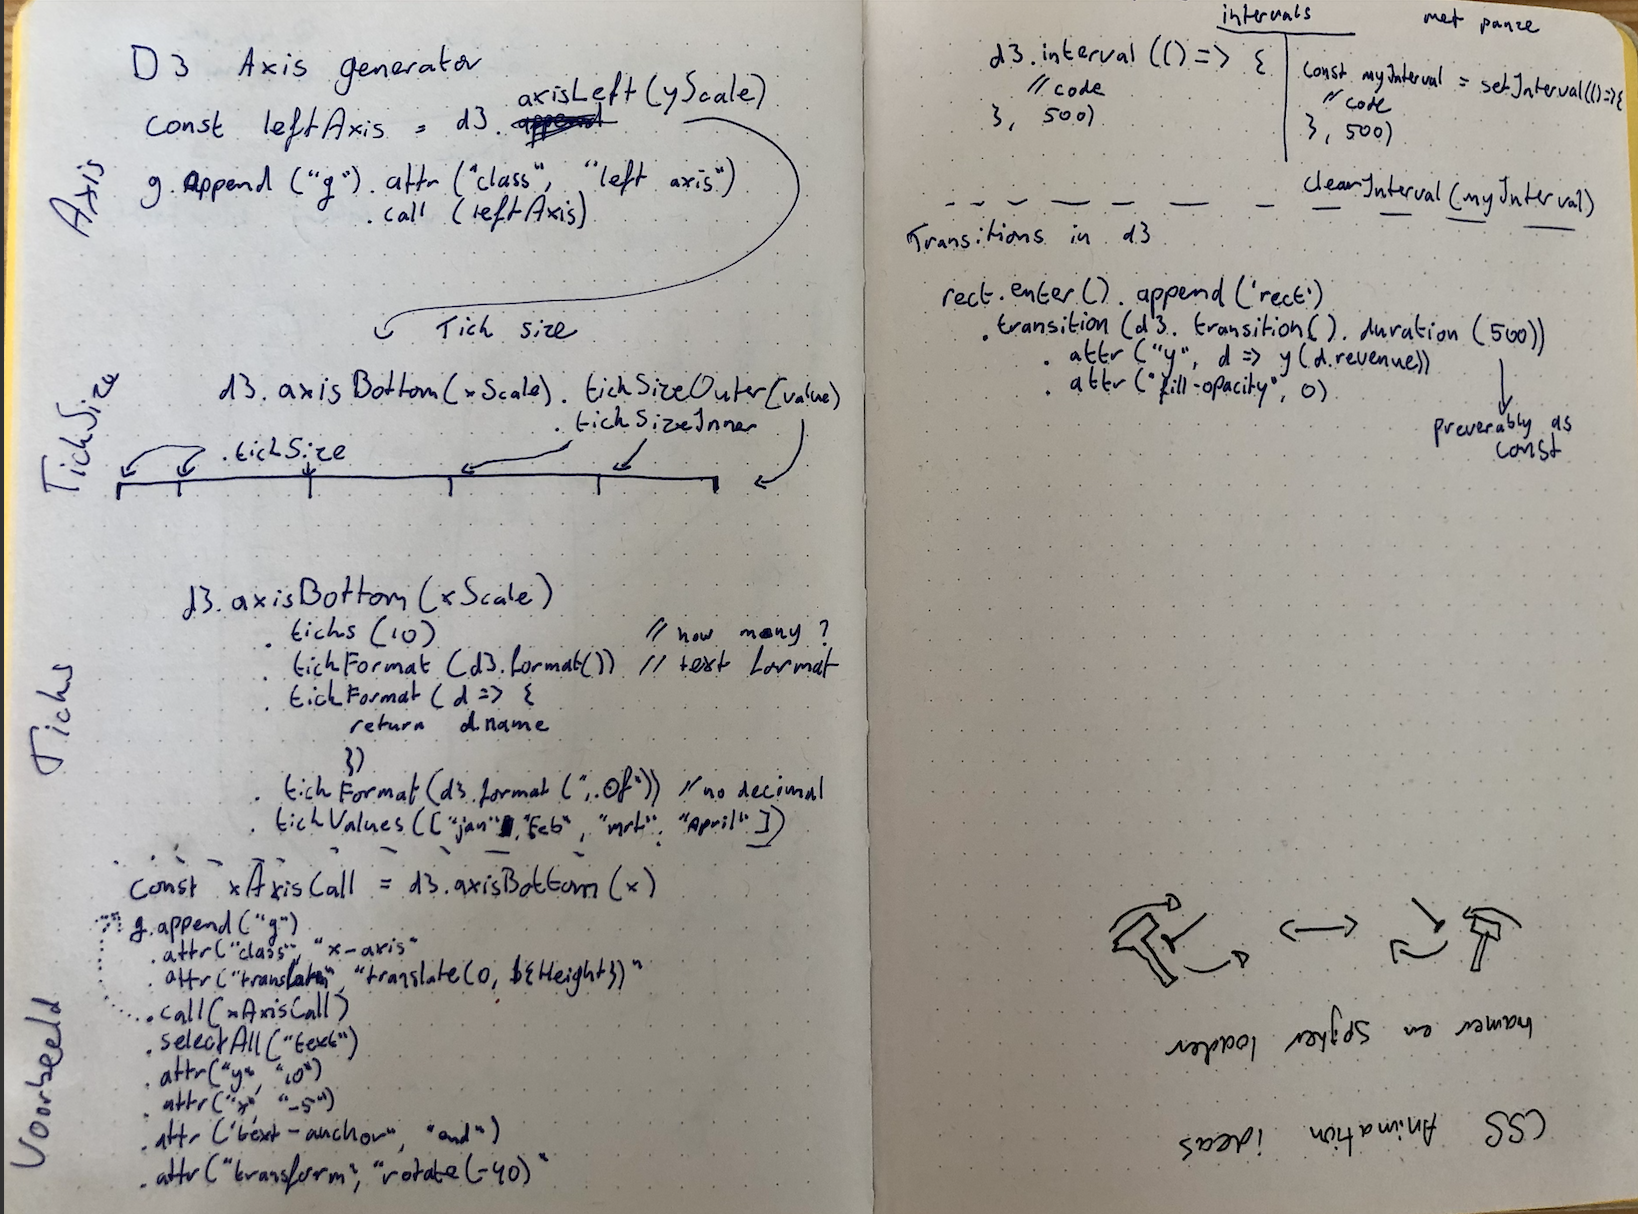 D3 Axis generator
const leftAxis = d3.axisLeft(yScale)
Axis
g.append("g").attr("class", "left axis")
.call(leftAxis)
Tick size
TickSize
d3.axisBottom(xScale).tickSizeOuter(value)
.tickSizeInner
.tickSize
Ticks
d3.axisBottom(xScale)
.ticks(10) // how many?
.tickFormat(d3.format()) // text format
.tickFormat(d => {
return d.name
})
.tickFormat(d3.format(",.0f")) // no decimal
.tickValues(["jan", "Feb", "mrt", "April"])
Voorbeeld
const xAxisCall = d3.axisBottom(x)
g.append("g")
.attr("class", "x-axis"
.attr("translate", "translate(0, ${Height})"
.call(xAxisCall)
.selectAll("text")
.attr("y", "10")
.attr("x", "-5")
.attr("text-anchor", "end")
.attr("transform", "rotate(-40)"
intervals
met pauze
d3.interval(() => {
// code
}, 500)
const myInterval = setInterval(() => {
// code
}, 500)
clearInterval(myInterval)
Transitions in d3
rect.enter().append('rect')
.transition(d3.transition().duration(500))
.attr("y", d => y(d.revenue))
.attr("fill-opacity", 0)
preverably as
const
CSS Animation ideas
hamer en spijker loader